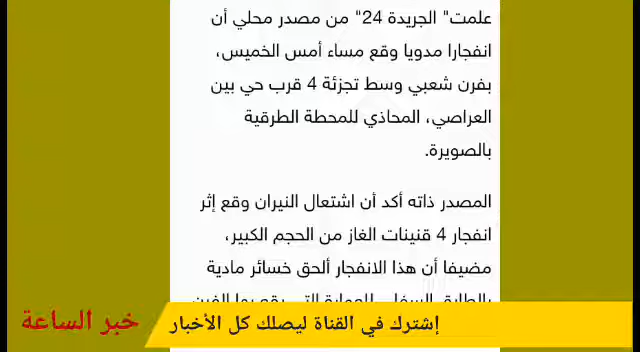 علمت" الجريدة 24" من مصدر محلي أن
انفجارا مدويا وقع مساء أمس الخميس،
بفرن شعبي وسط تجزئة 4 قرب حي بين
العراصي، المحاذي للمحطة الطرقية
بالصويرة.
المصدر ذاته أكد أن اشتعال النيران وقع إثر
انفجار 4 قنينات الغاز من الحجم الكبير،
مضيفا أن هذا الانفجار ألحق خسائر مادية
خبر الساعة
إشترك في القناة ليصلك كل الأخبار